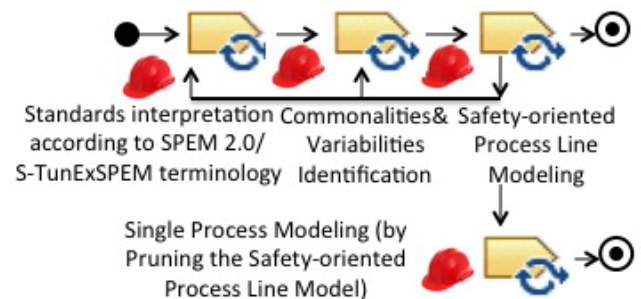 Standards interpretation
according to SPEM 2.0/
S-TunExSPEM terminology
Commonalities&
Variabilities
Identification
Safety-oriented
Process Line
Modeling
Single Process Modeling (by
Pruning the Safety-oriented
Process Line Model)